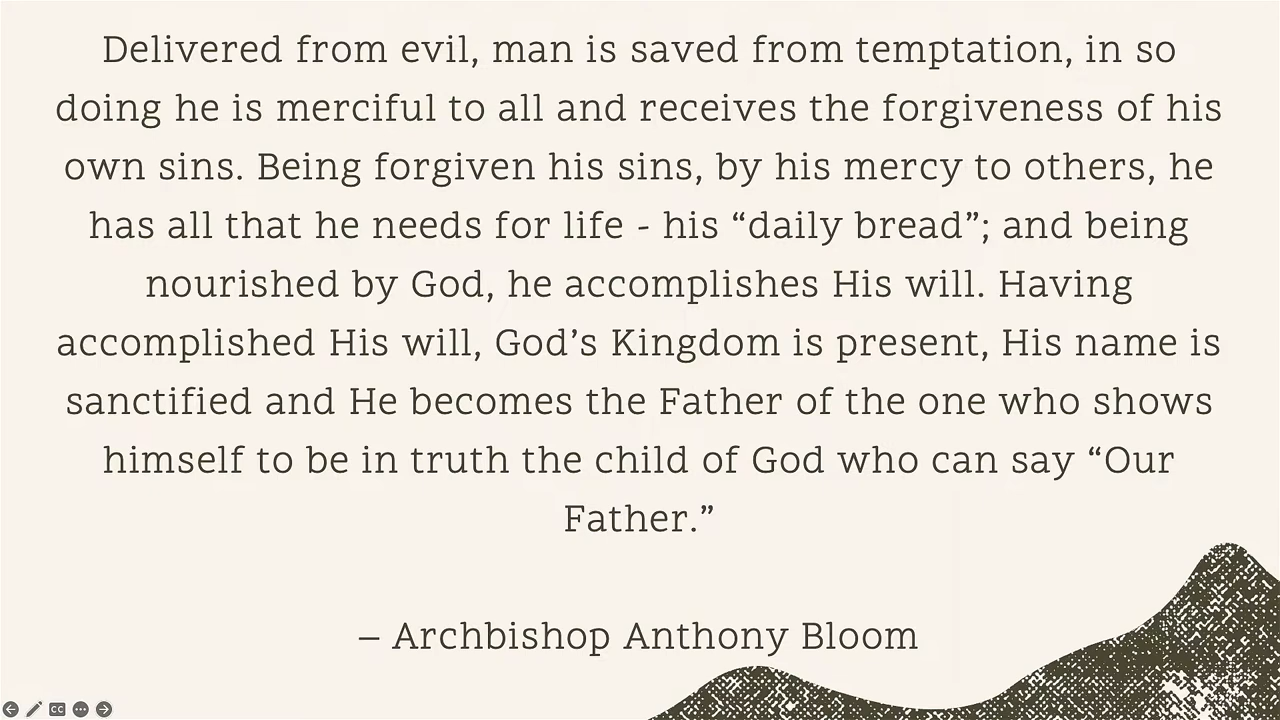 Delivered from evil, man is saved from temptation, in so
doing he is merciful to all and receives the forgiveness of his
own sins. Being forgiven his sins, by his mercy to others, he
has all that he needs for life - his “daily bread”; and being
nourished by God, he accomplishes His will. Having
accomplished His will, God’s Kingdom is present, His name is
sanctified and He becomes the Father of the one who shows
himself to be in truth the child of God who can say “Our
Father.”
– Archbishop Anthony Bloom
CC